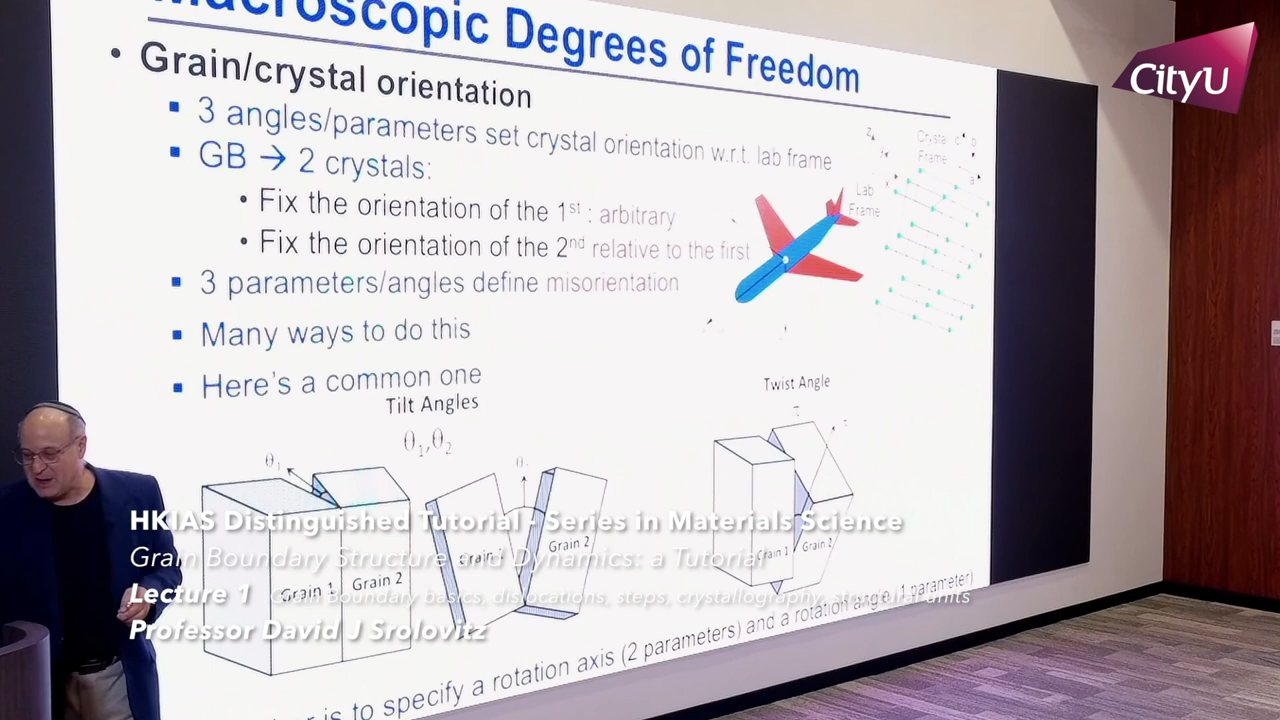 CityU
Macroscopic Degrees of Freedom
• Grain/crystal orientation
▪ 3 angles/parameters set crystal orientation w.r.t. lab frame
▪ GB → 2 crystals:
• Fix the orientation of the 1st : arbitrary
• Fix the orientation of the 2nd relative to the first
▪ 3 parameters/angles define misorientation
▪ Many ways to do this
▪ Here's a common one
Crystal
Frame
c
b
a
z
Lab
Frame
Tilt Angles
θ1,θ2
Twist Angle
θ1
Grain 1
Grain 2
Grain 1
Grain 2
Grain 1
Grain 2
is to specify a rotation axis (2 parameters) and a rotation angle (1 parameter)
HKIAS Distinguished Tutorial - Series in Materials Science
Grain Boundary Structure and Dynamics: a Tutorial
Lecture 1 Grain Boundary basics, dislocations, steps, crystallography, structural units
Professor David J Srolovitz